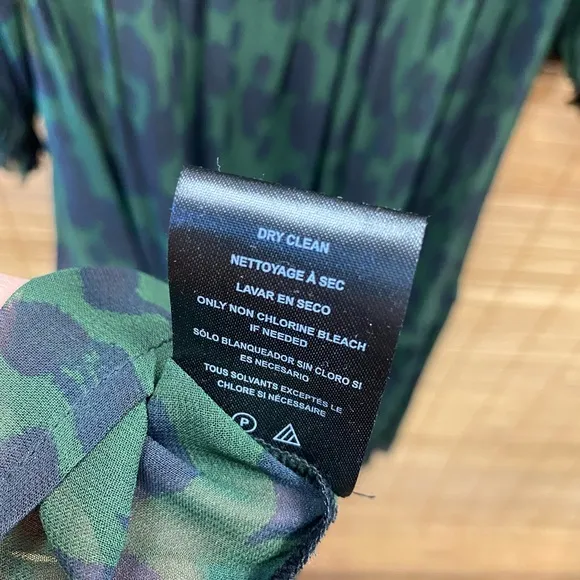 DRY CLEAN
NETTOYAGE À SEC
LAVAR EN SECO
ONLY NON CHLORINE BLEACH
IF NEEDED
SÓLO BLANQUEADOR SIN CLORO SI
ES NECESARIO
TOUS SOLVANTS EXCEPTÉS LE
CHLORE SI NÉCESSAIRE
P